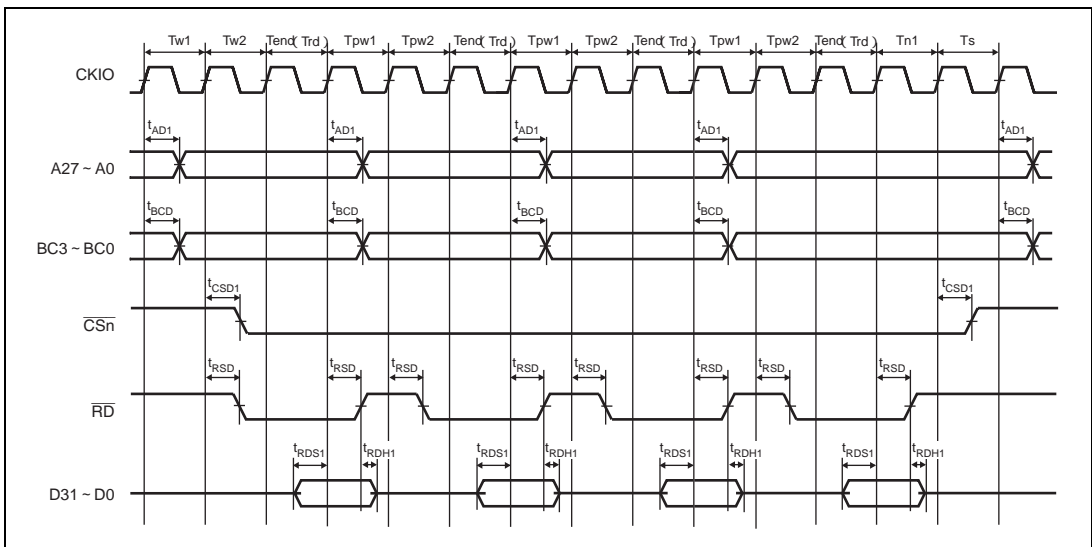 Tw1 Tw2 Tend(Trd) Tpw1 Tpw2 Tend(Trd) Tpw1 Tpw2 Tend(Trd) Tpw1 Tpw2 Tend(Trd) Tn1 Ts
CKIO
tAD1 tAD1 tAD1 tAD1 tAD1
A27 ~ A0
tBCD tBCD tBCD tBCD tBCD
BC3 ~ BC0
tCSD1 tCSD1
CSn
tRSD tRSD tRSD tRSD tRSD tRSD tRSD tRSD
RD
tRDS1 tRDH1 tRDS1 tRDH1 tRDS1 tRDH1 tRDS1 tRDH1
D31 ~ D0